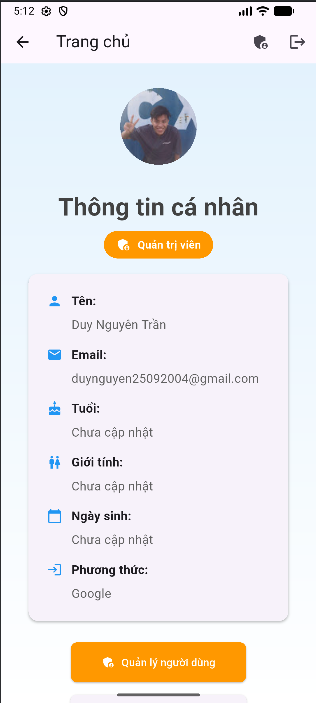 5:12
Trang chủ
Thông tin cá nhân
Quản trị viên
Tên:
Duy Nguyên Trần
Email:
duynguyen25092004@gmail.com
Tuổi:
Chưa cập nhật
Giới tính:
Chưa cập nhật
Ngày sinh:
Chưa cập nhật
Phương thức:
Google
Quản lý người dùng